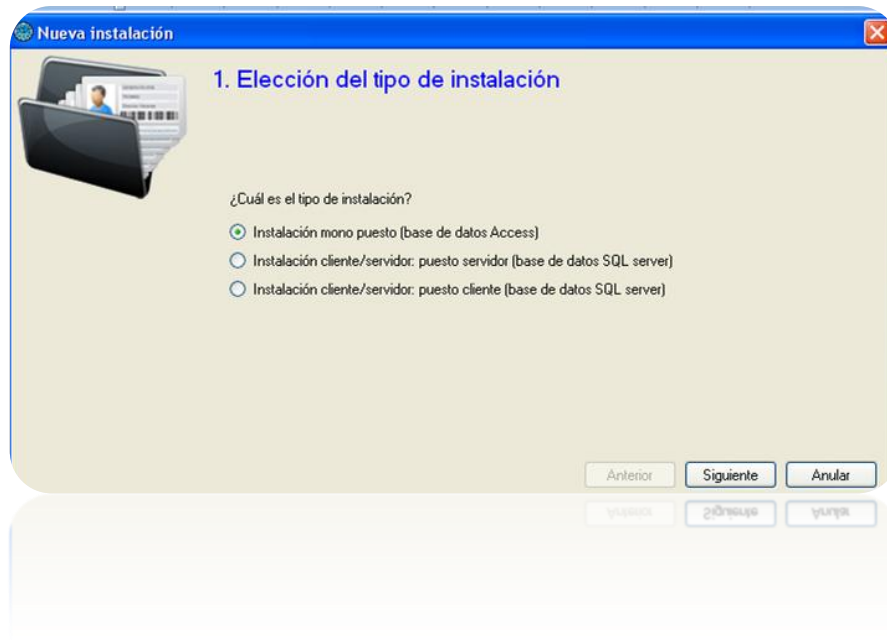 Nueva instalación
1. Elección del tipo de instalación
¿Cuál es el tipo de instalación?
Instalación mono puesto (base de datos Access)
Instalación cliente/servidor: puesto servidor (base de datos SQL server)
Instalación cliente/servidor: puesto cliente (base de datos SQL server)
Anterior Siguiente Anular